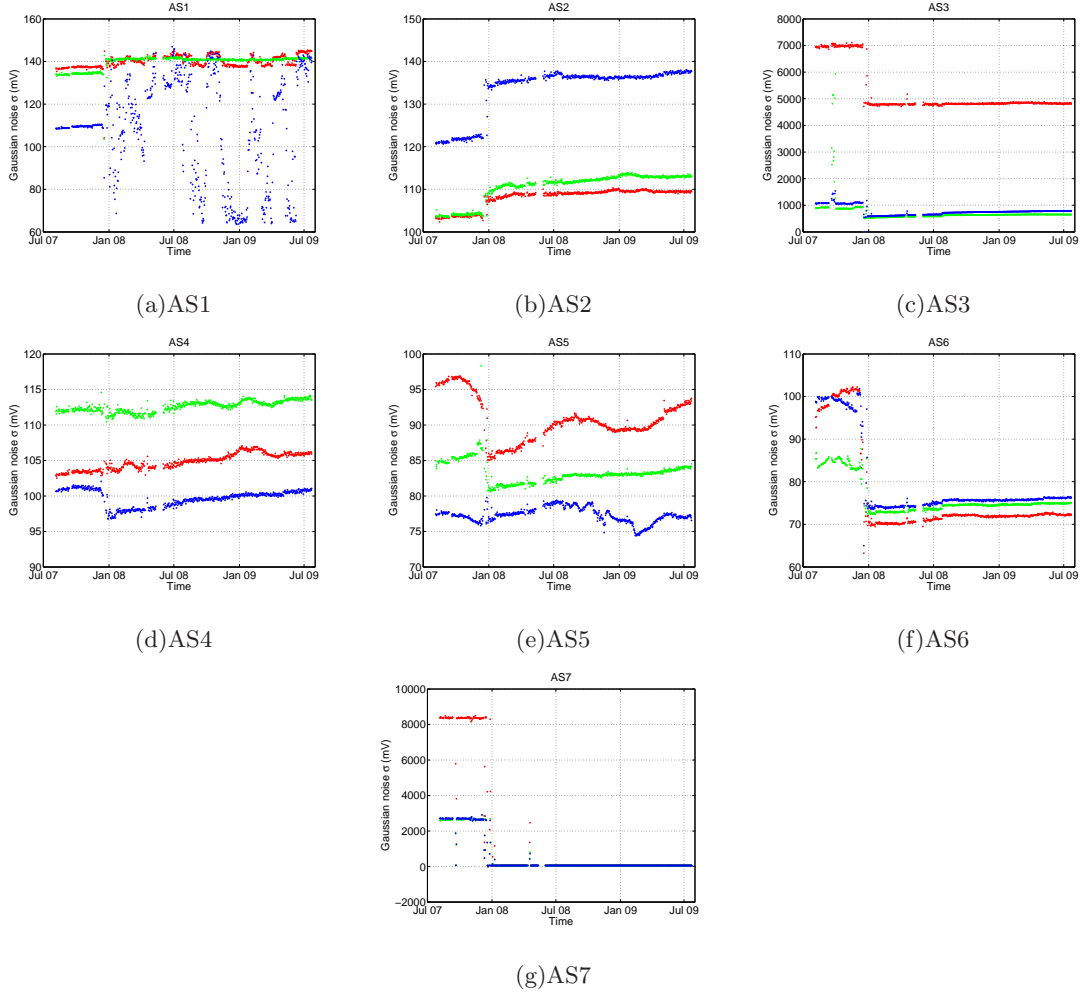 AS1
Gaussian noise σ (mV)
160
140
120
100
80
60
Jul 07
Jan 08
Jul 08
Jan 09
Jul 09
Time
(a)AS1
AS2
Gaussian noise σ (mV)
150
140
130
120
110
100
Jul 07
Jan 08
Jul 08
Jan 09
Jul 09
Time
(b)AS2
AS3
Gaussian noise σ (mV)
8000
7000
6000
5000
4000
3000
2000
1000
0
Jul 07
Jan 08
Jul 08
Jan 09
Jul 09
Time
(c)AS3
AS4
Gaussian noise σ (mV)
120
115
110
105
100
95
90
Jul 07
Jan 08
Jul 08
Jan 09
Jul 09
Time
(d)AS4
AS5
Gaussian noise σ (mV)
100
95
90
85
80
75
70
Jul 07
Jan 08
Jul 08
Jan 09
Jul 09
Time
(e)AS5
AS6
Gaussian noise σ (mV)
110
100
90
80
70
60
Jul 07
Jan 08
Jul 08
Jan 09
Jul 09
Time
(f)AS6
AS7
Gaussian noise σ (mV)
10000
8000
6000
4000
2000
0
−2000
Jul 07
Jan 08
Jul 08
Jan 09
Jul 09
Time
(g)AS7